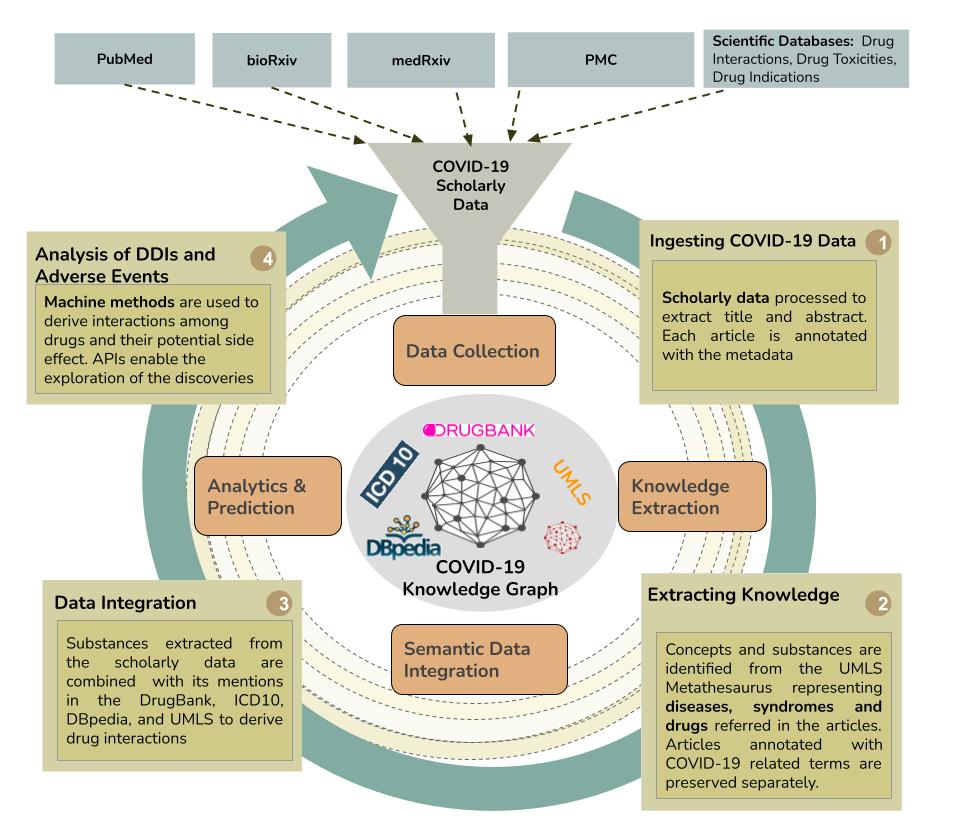 PubMed
bioRxiv
medRxiv
PMC
Scientific Databases: Drug
Interactions, Drug Toxicities,
Drug Indications
COVID-19
Scholarly
Data
Ingesting COVID-19 Data
1
Scholarly data processed to
extract title and abstract.
Each article is annotated
with the metadata
Analysis of DDIs and
Adverse Events
4
Machine methods are used to
derive interactions among
drugs and their potential side
effect. APIs enable the
exploration of the discoveries
Data Collection
DRUGBANK
ICD 10
UMLS
DBpedia
COVID-19
Knowledge Graph
Analytics &
Prediction
Knowledge
Extraction
Semantic Data
Integration
Data Integration
3
Substances extracted from
the scholarly data are
combined with its mentions
in the DrugBank, ICD10,
DBpedia, and UMLS to derive
drug interactions
Extracting Knowledge
2
Concepts and substances are
identified from the UMLS
Metathesaurus representing
diseases, syndromes and
drugs referred in the articles.
Articles annotated with
COVID-19 related terms are
preserved separately.